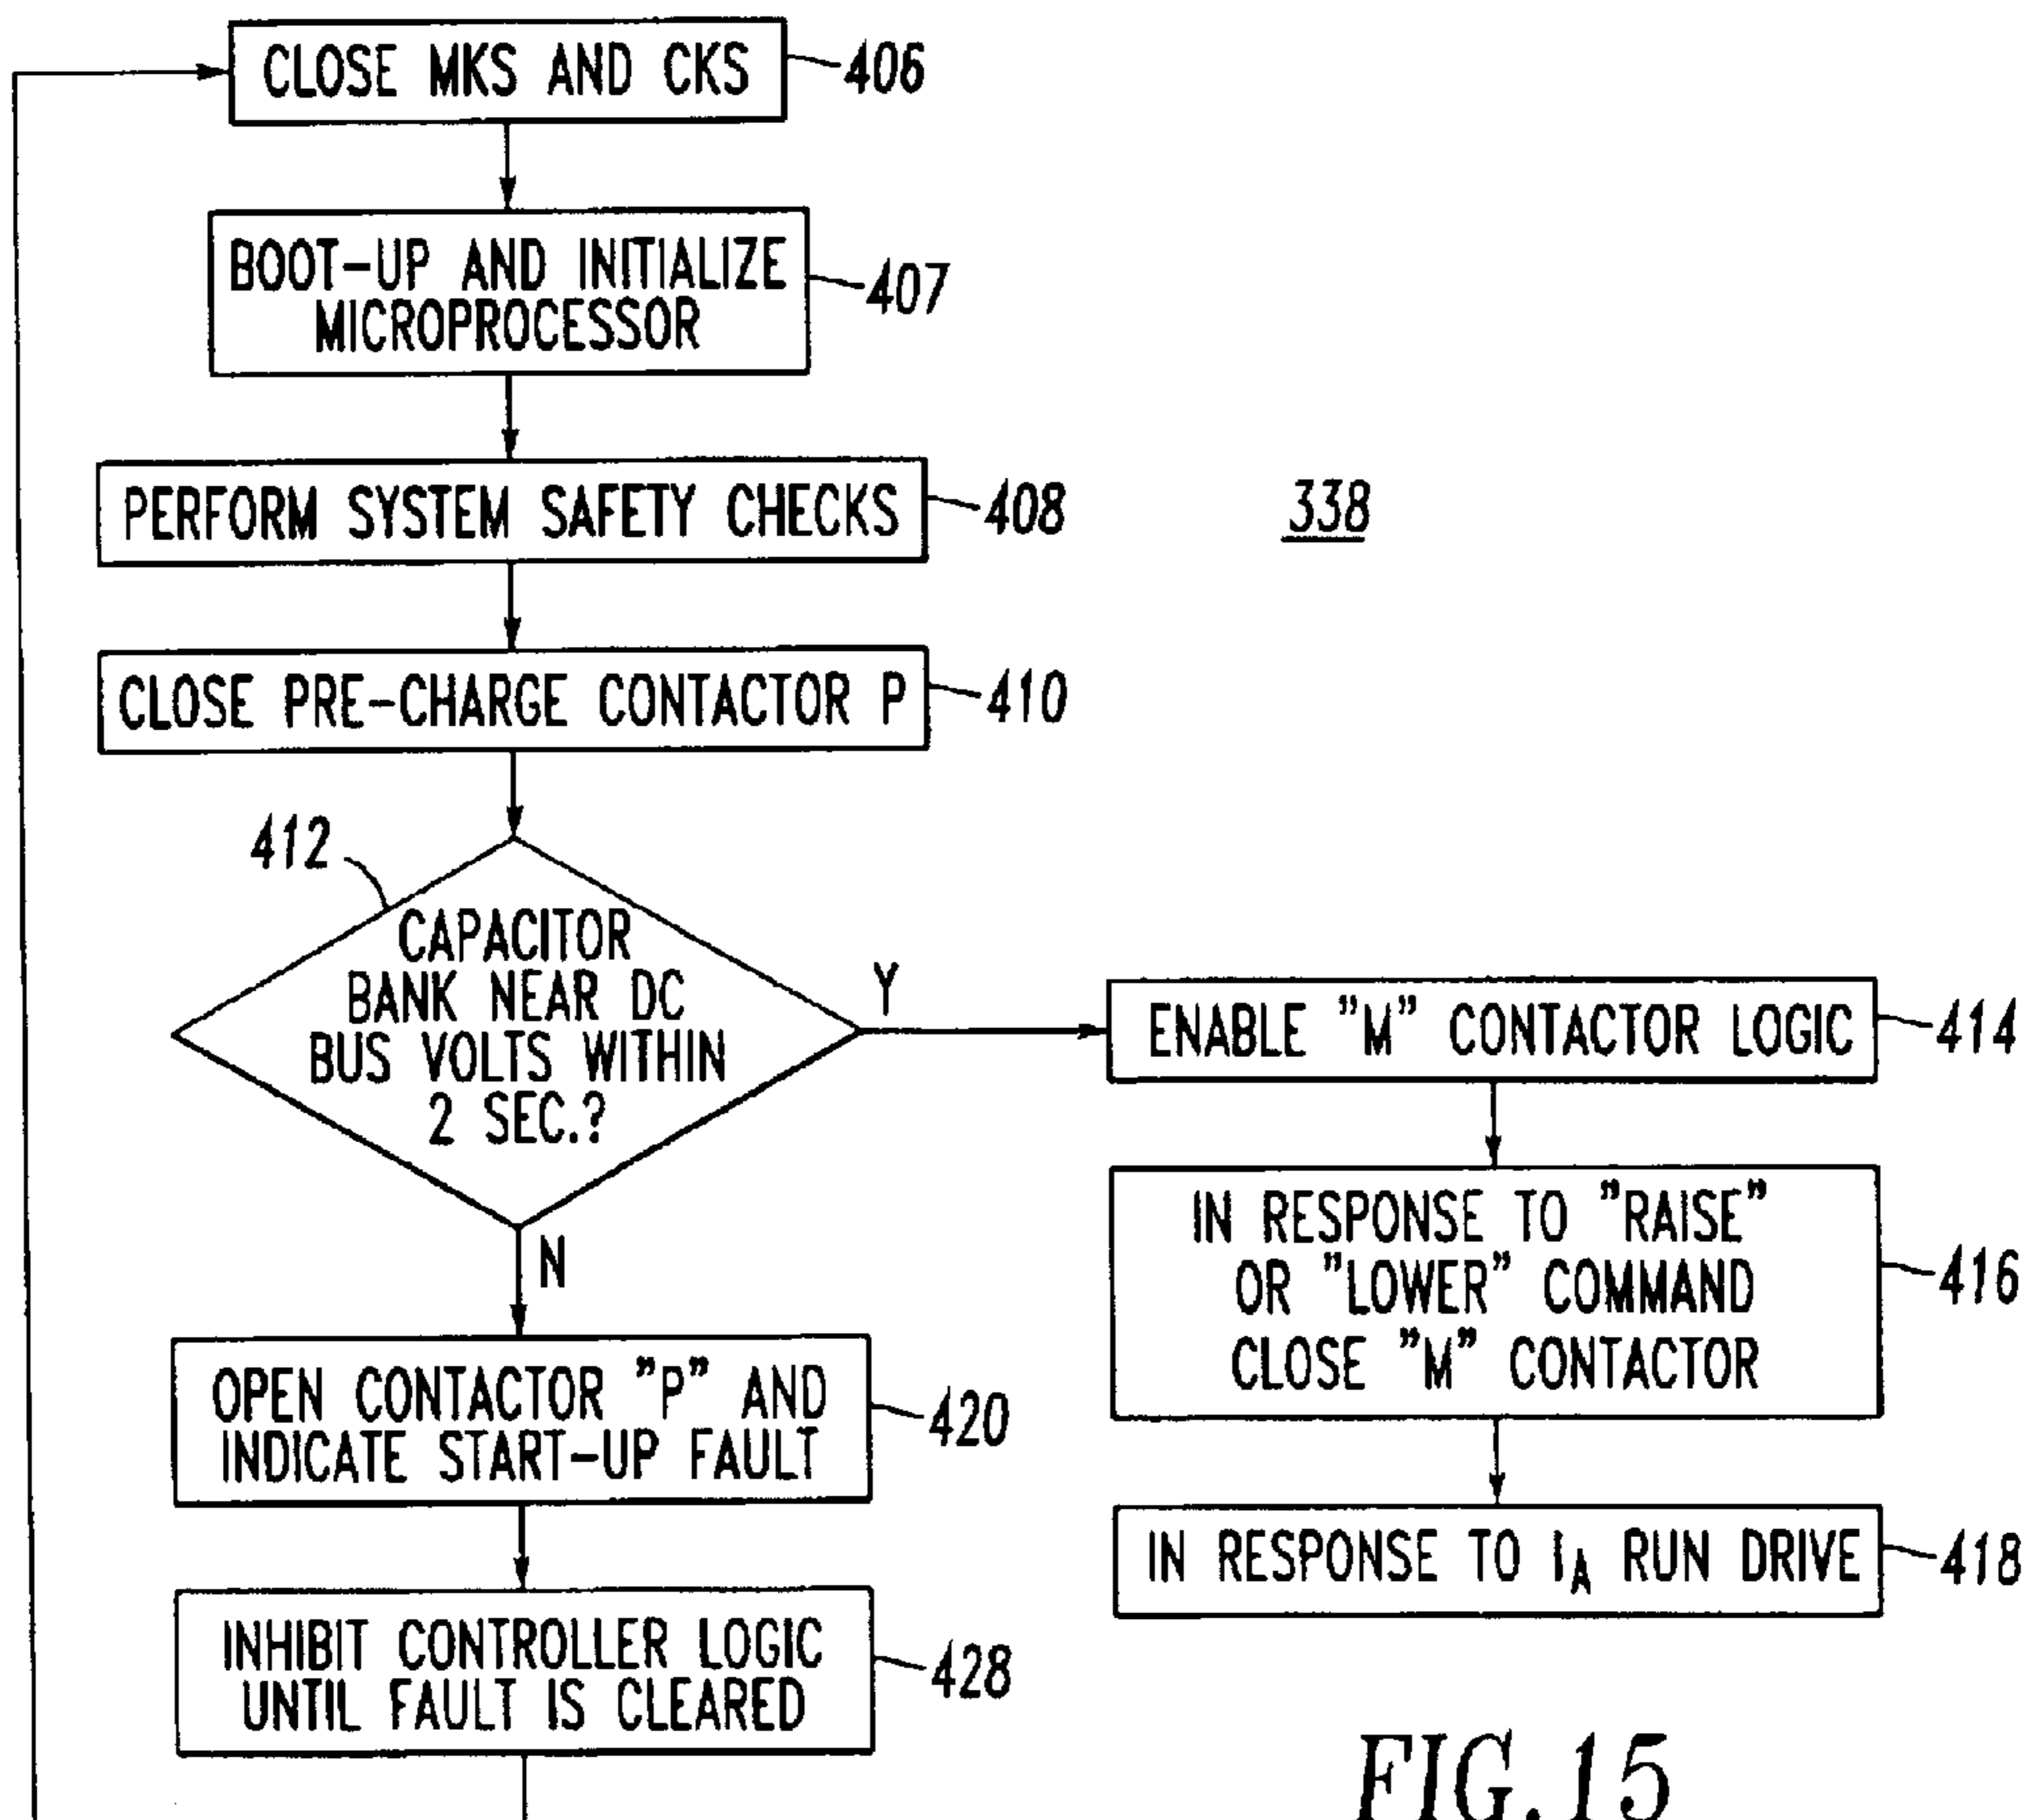 CLOSE MKS AND CKS
406
BOOT-UP AND INITIALIZE
MICROPROCESSOR
407
PERFORM SYSTEM SAFETY CHECKS
408
338
CLOSE PRE-CHARGE CONTACTOR P
410
412
CAPACITOR
BANK NEAR DC
BUS VOLTS WITHIN
2 SEC.?
Y
N
ENABLE "M" CONTACTOR LOGIC
414
IN RESPONSE TO "RAISE"
OR "LOWER" COMMAND
CLOSE "M" CONTACTOR
416
OPEN CONTACTOR "P" AND
INDICATE START-UP FAULT
420
IN RESPONSE TO IA RUN DRIVE
418
INHIBIT CONTROLLER LOGIC
UNTIL FAULT IS CLEARED
428
FIG.15